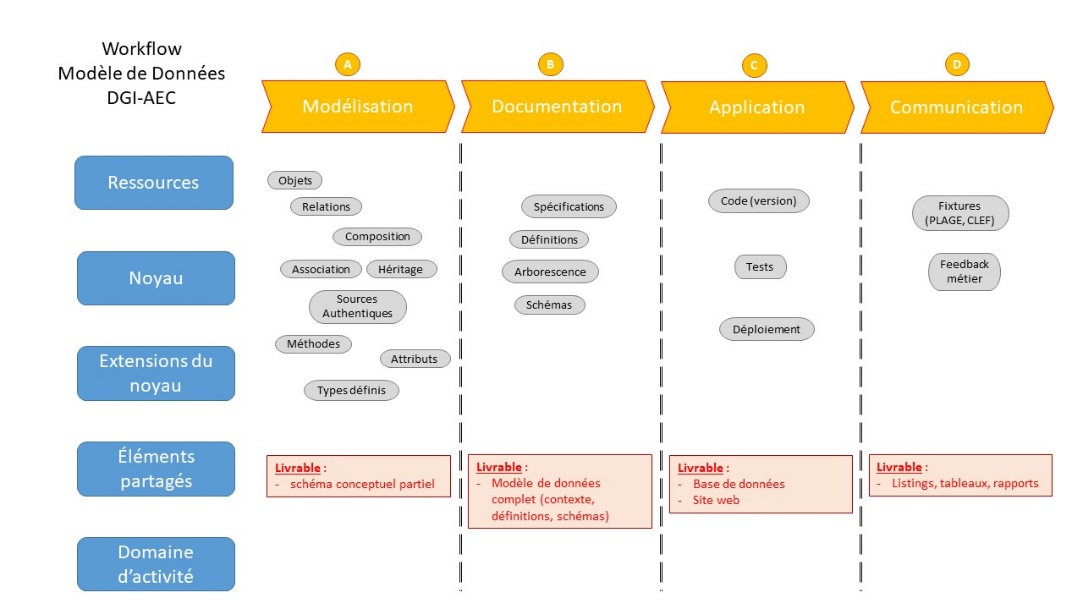 Workflow
Modèle de Données
DGI-AEC
A
B
C
D
Modélisation
Documentation
Application
Communication
Ressources
Noyau
Extensions du
noyau
Éléments
partagés
Domaine
d'activité
Objets
Relations
Composition
Association
Héritage
Sources
Authentiques
Méthodes
Attributs
Types définis
Livrable :
- schéma conceptuel partiel
Spécifications
Définitions
Arborescence
Schémas
Livrable :
- Modèle de données
complet (contexte,
définitions, schémas)
Code (version)
Tests
Déploiement
Livrable :
- Base de données
- Site web
Fixtures
(PLAGE, CLEF)
Feedback
métier
Livrable :
- Listings, tableaux, rapports